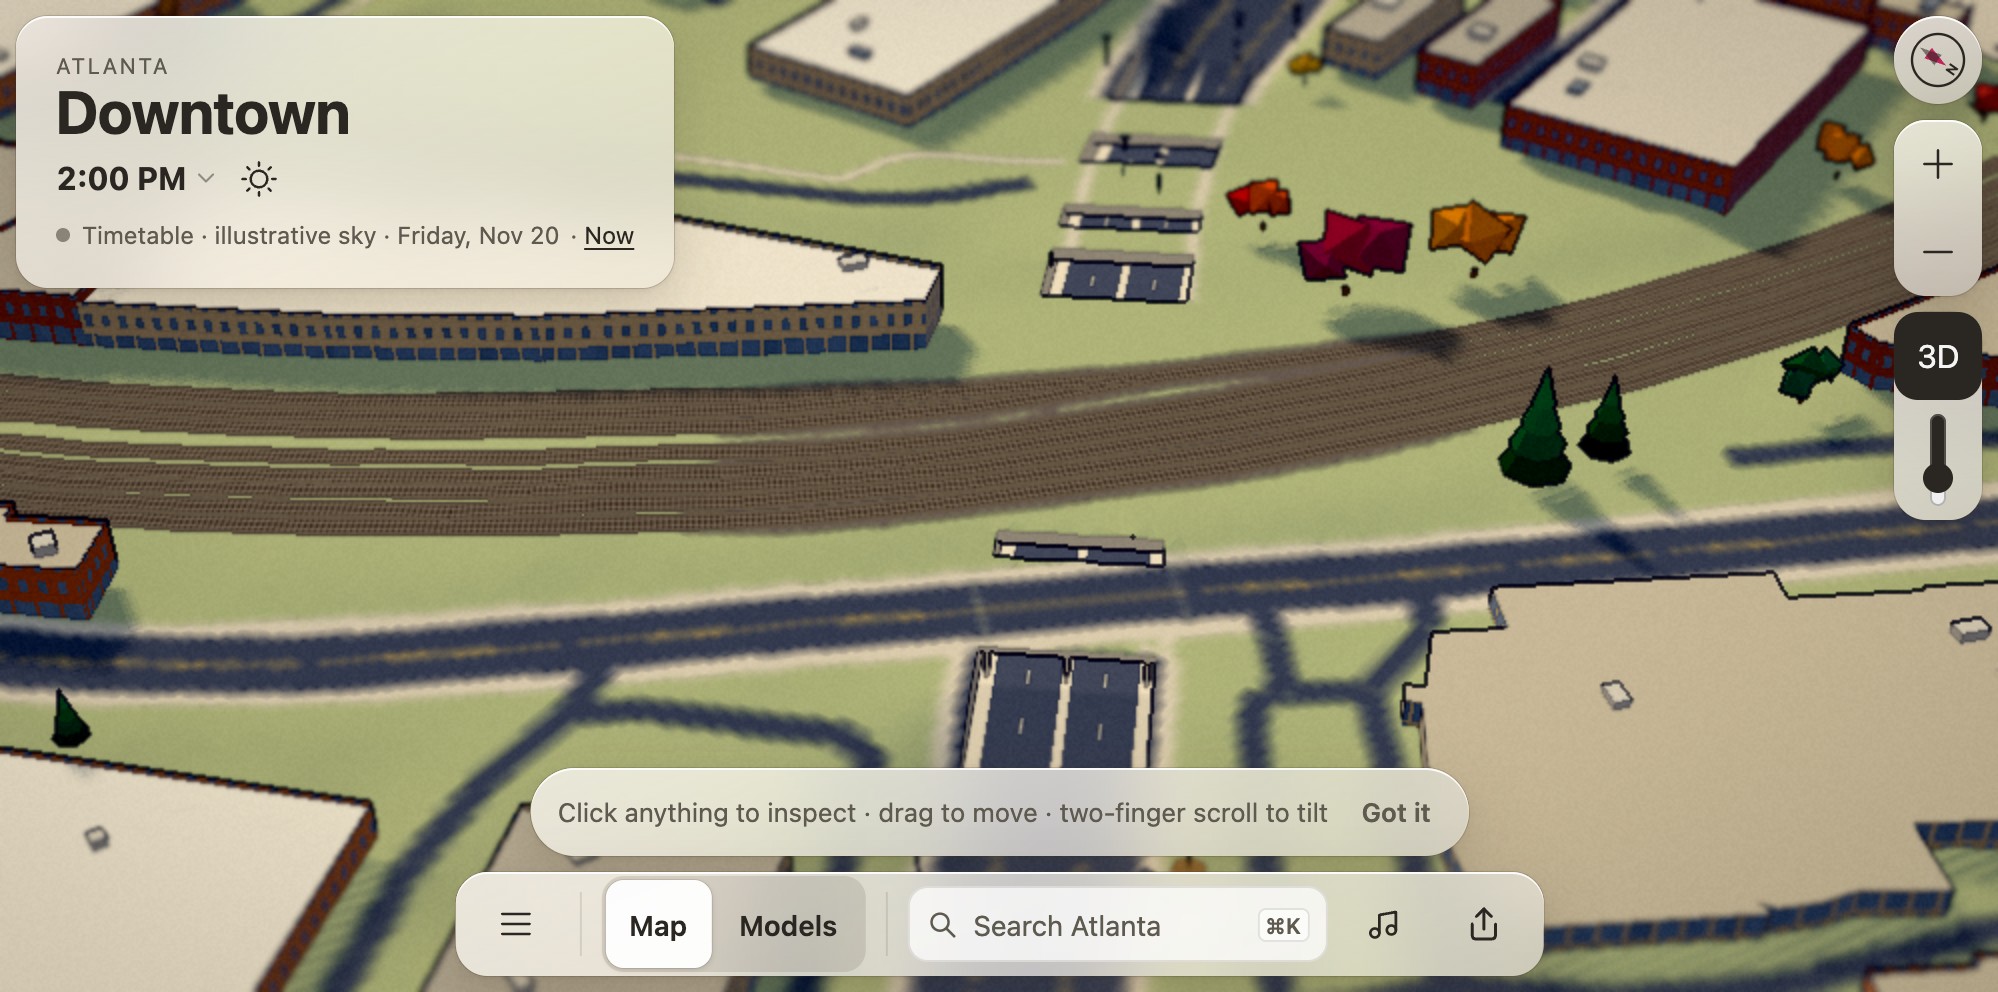 ATLANTA
Downtown
2:00 PM
Timetable · illustrative sky · Friday, Nov 20 · Now
N
3D
Click anything to inspect · drag to move · two-finger scroll to tilt Got it
Map Models Search Atlanta ⌘K